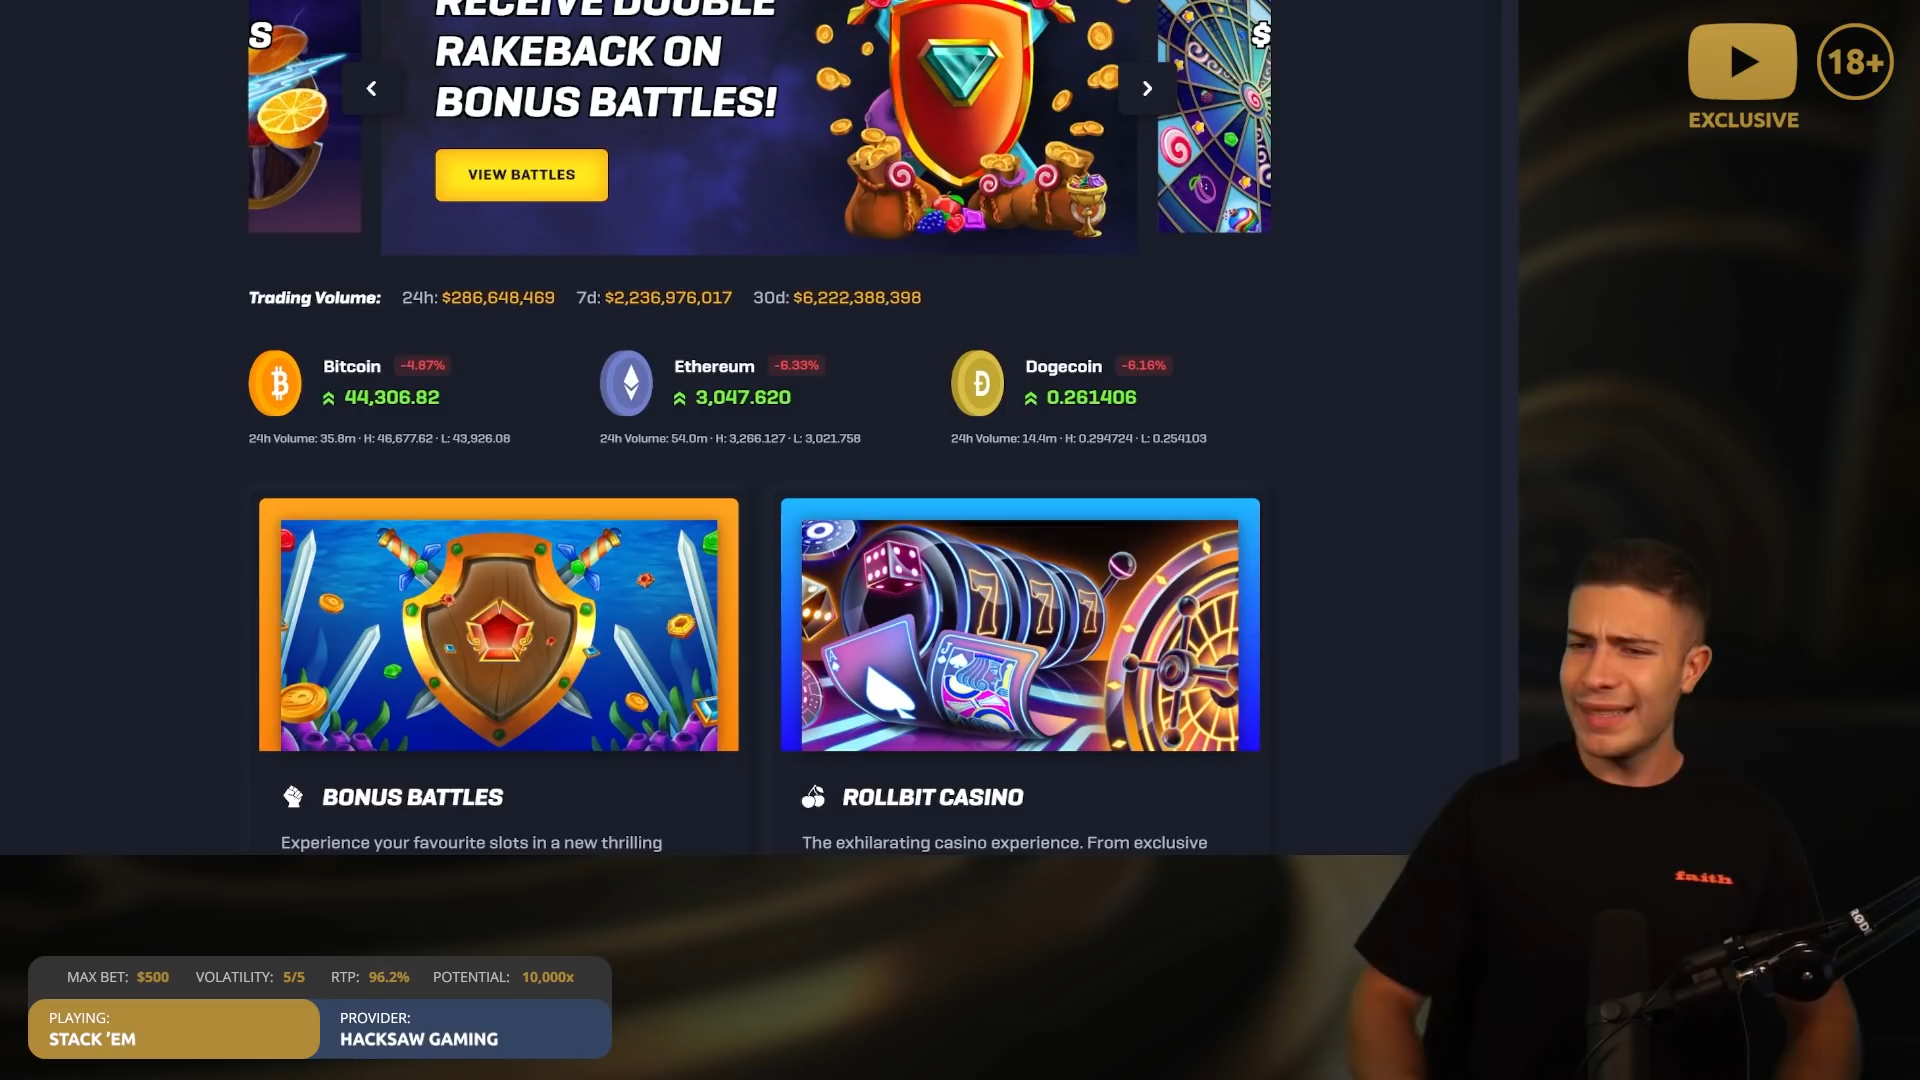 RECEIVE DOUBLE
RAKEBACK ON
BONUS BATTLES!
VIEW BATTLES
S
$
EXCLUSIVE
18+
Trading Volume: 24h: $286,648,469 7d: $2,236,976,017 30d: $6,222,388,398
Bitcoin -4.87%
44,306.82
24h Volume: 35.8m · H: 46,677.62 · L: 43,926.08
Ethereum -6.33%
3,047.620
24h Volume: 54.0m · H: 3,266.127 · L: 3,021.758
Dogecoin -6.16%
0.261406
24h Volume: 14.4m · H: 0.294724 · L: 0.254103
BONUS BATTLES
Experience your favourite slots in a new thrilling
ROLLBIT CASINO
The exhilarating casino experience. From exclusive
faith
RØDE
MAX BET: $500 VOLATILITY: 5/5 RTP: 96.2% POTENTIAL: 10,000x
PLAYING:
STACK 'EM
PROVIDER:
HACKSAW GAMING